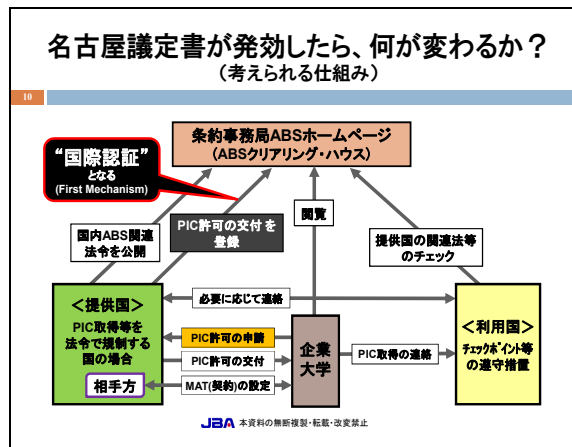 名古屋議定書が発効したら、何が変わるか？
（考えられる仕組み）
10
条約事務局ABSホームページ
（ABSクリアリング・ハウス）
“国際認証”
となる
(First Mechanism)
国内ABS関連
法令を公開
PIC許可の交付を
登録
閲覧
提供国の関連法等
のチェック
＜提供国＞
PIC取得等を
法令で規制する
国の場合
相手方
必要に応じて連絡
PIC許可の申請
PIC許可の交付
MAT(契約)の設定
企業
大学
PIC取得の連絡
＜利用国＞
ﾁｪｯｸﾎﾟｲﾝﾄ等
の遵守措置
JBA 本資料の無断複製・転載・改変禁止